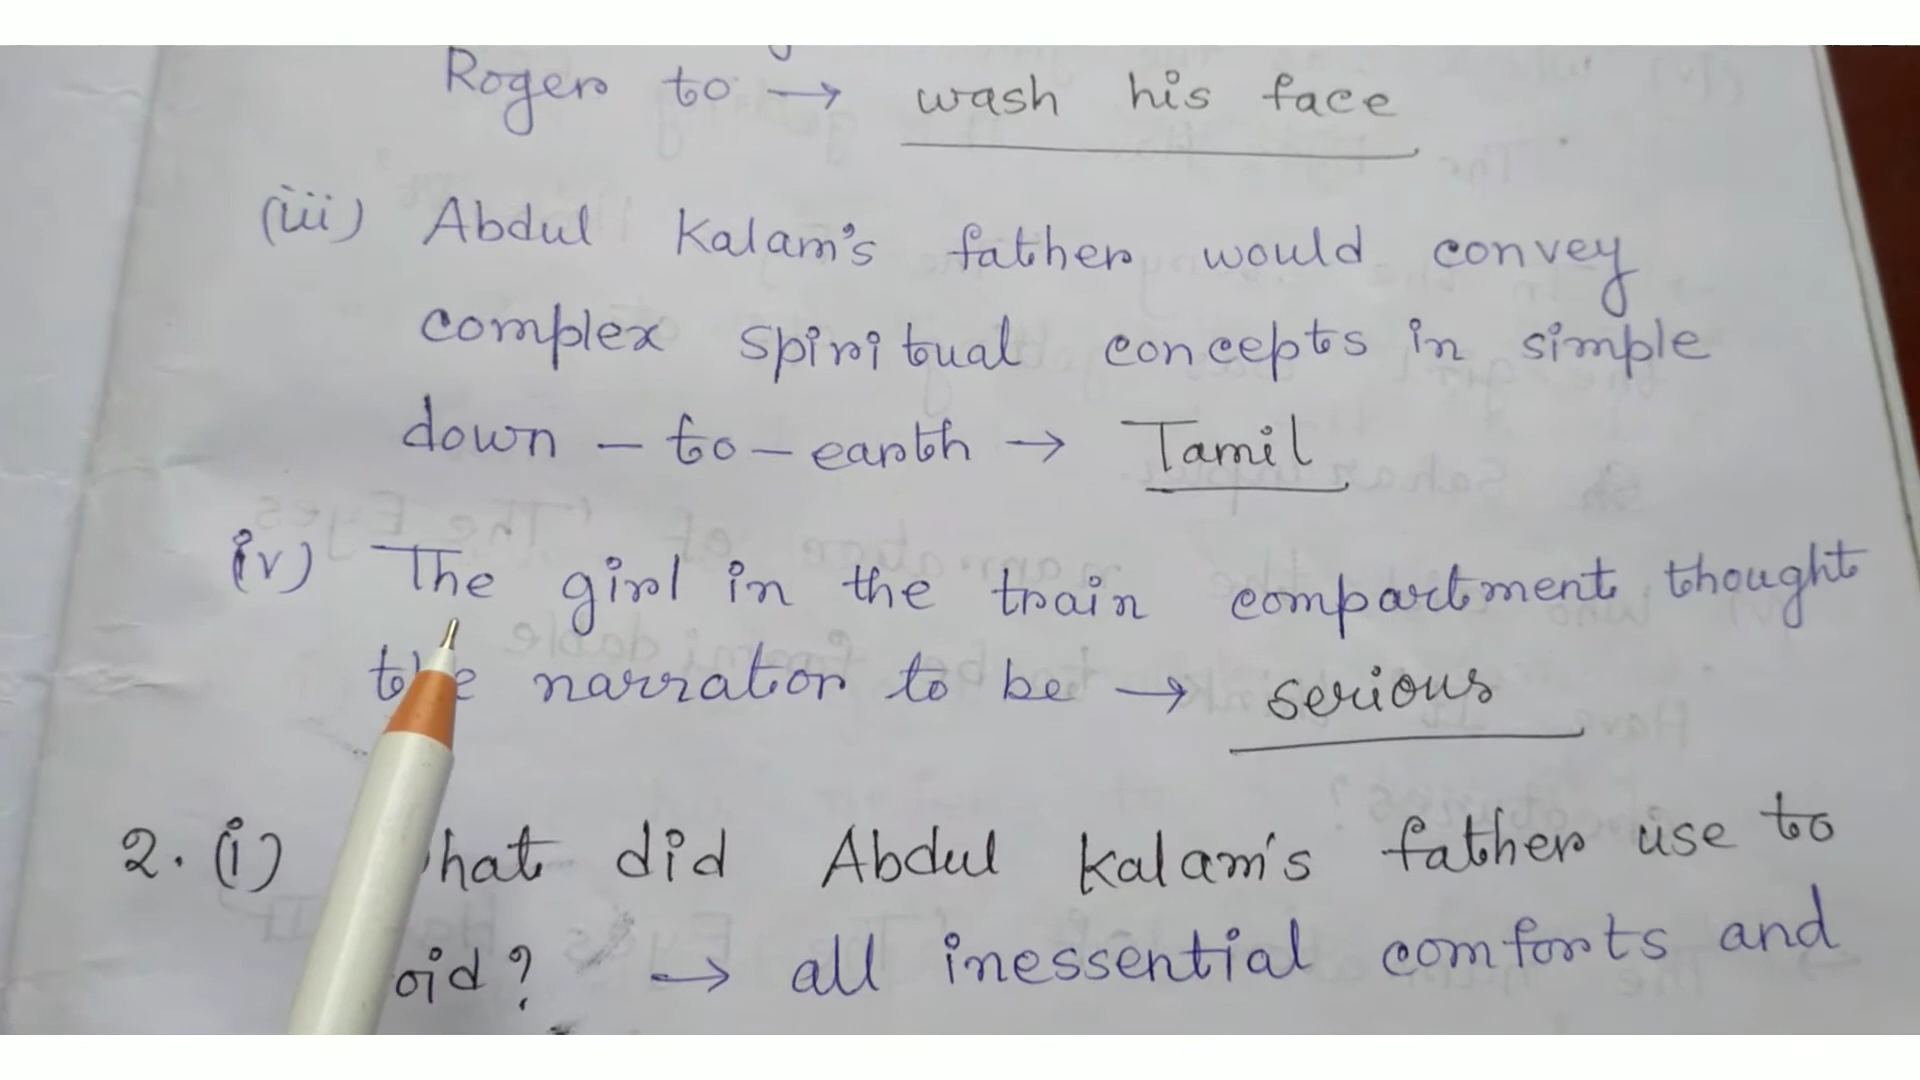 Roger to → wash his face
(iii) Abdul Kalam's father would convey
complex spiritual concepts in simple
down - to - earth → Tamil
(iv) The girl in the train compartment thought
the narrator to be → serious
2. (i) hat did Abdul Kalam's father use to
oid? → all inessential comforts and